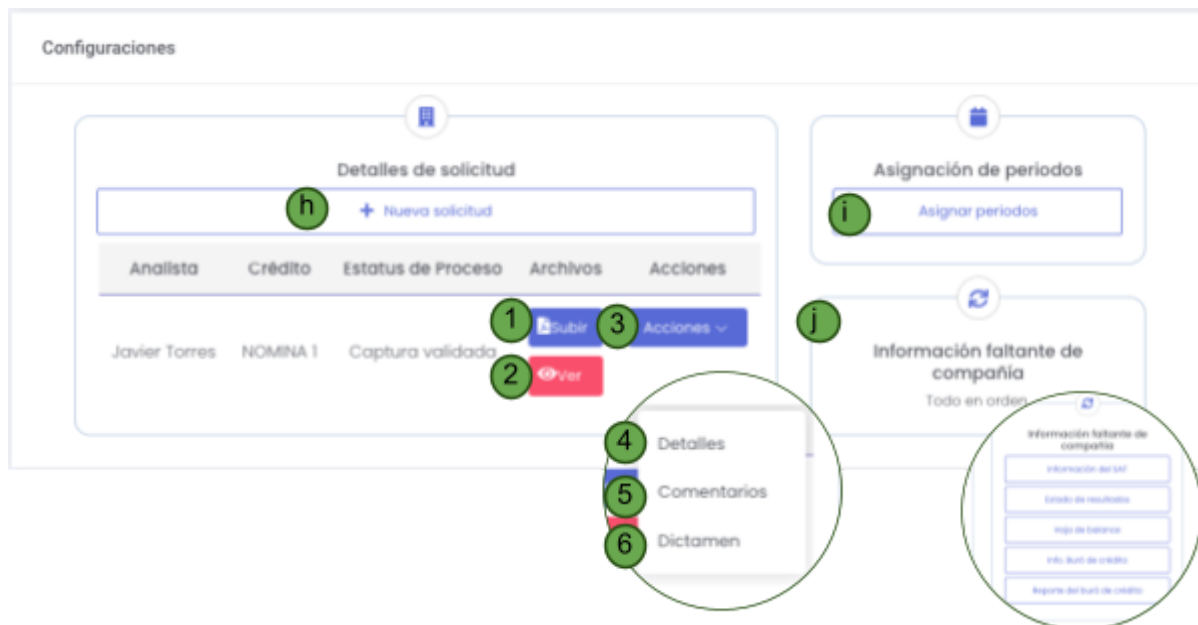 Configuraciones
Detalles de solicitud
h
+ Nueva solicitud
Analista Crédito Estatus de Proceso Archivos Acciones
Javier Torres NOMINA 1 Captura validada
1 Subir
2 Ver
3 Acciones
4 Detalles
5 Comentarios
6 Dictamen
Asignación de periodos
i Asignar periodos
j
Información faltante de
compañía
Todo en orden
Información faltante de
compañía
Información del SAT
Estado de resultados
Hoja de balance
Info. Buró de crédito
Reporte del buró de crédito